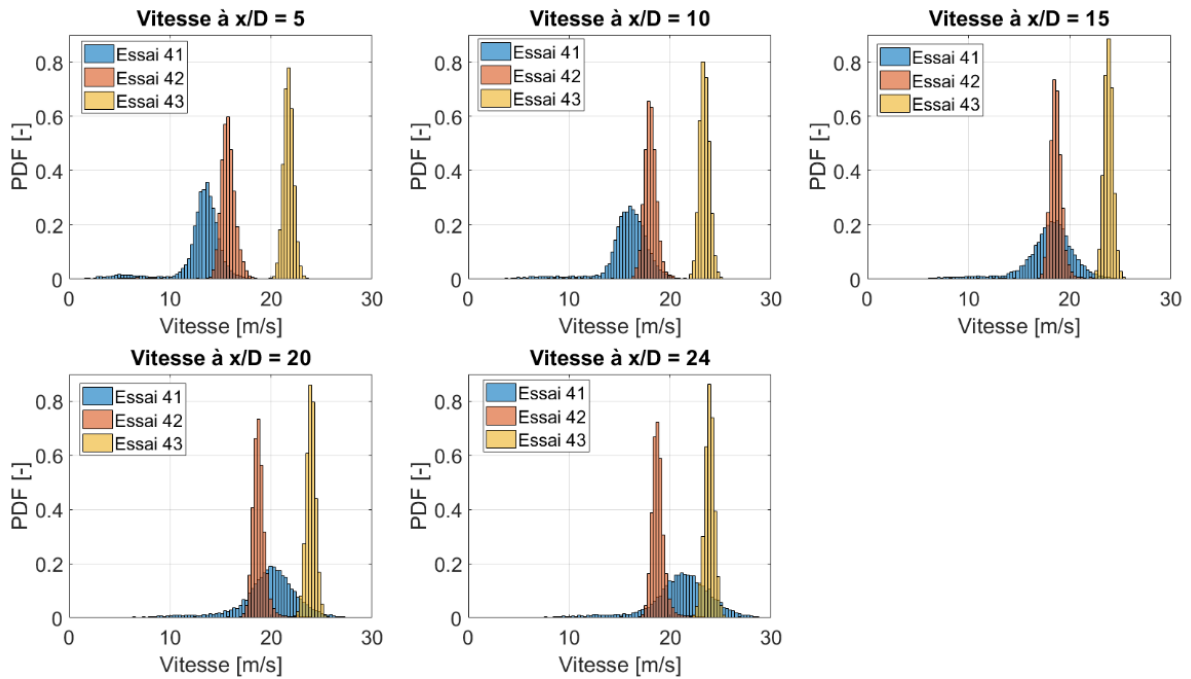 Vitesse à x/D = 5
Essai 41
Essai 42
Essai 43
PDF [-]
0.8
0.6
0.4
0.2
0
0 10 20 30
Vitesse [m/s]
Vitesse à x/D = 10
Essai 41
Essai 42
Essai 43
PDF [-]
0.8
0.6
0.4
0.2
0
0 10 20 30
Vitesse [m/s]
Vitesse à x/D = 15
Essai 41
Essai 42
Essai 43
PDF [-]
0.8
0.6
0.4
0.2
0
0 10 20 30
Vitesse [m/s]
Vitesse à x/D = 20
Essai 41
Essai 42
Essai 43
PDF [-]
0.8
0.6
0.4
0.2
0
0 10 20 30
Vitesse [m/s]
Vitesse à x/D = 24
Essai 41
Essai 42
Essai 43
PDF [-]
0.8
0.6
0.4
0.2
0
0 10 20 30
Vitesse [m/s]